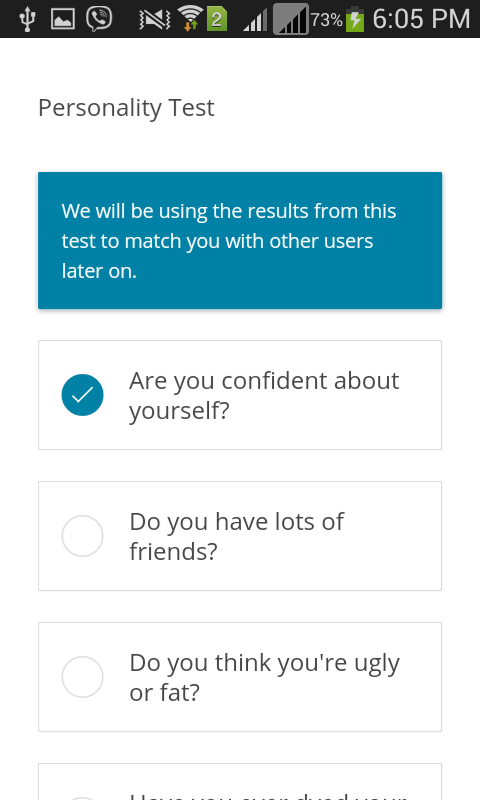 2 73% 6:05 PM
Personality Test
We will be using the results from this
test to match you with other users
later on.
Are you confident about
yourself?
Do you have lots of
friends?
Do you think you're ugly
or fat?